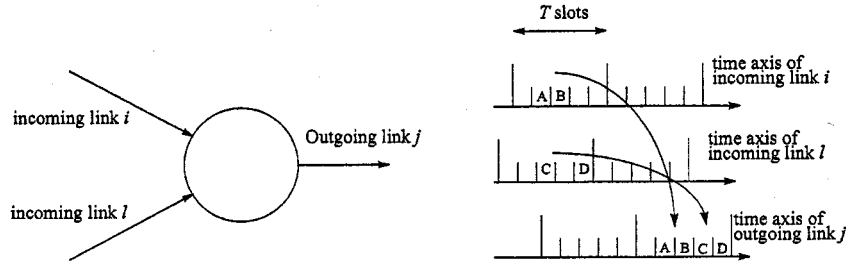 incoming link i
Outgoing link j
incoming link l
T slots
A B
time axis of
incoming link i
C D
time axis of
incoming link l
A B C D
time axis of
outgoing link j